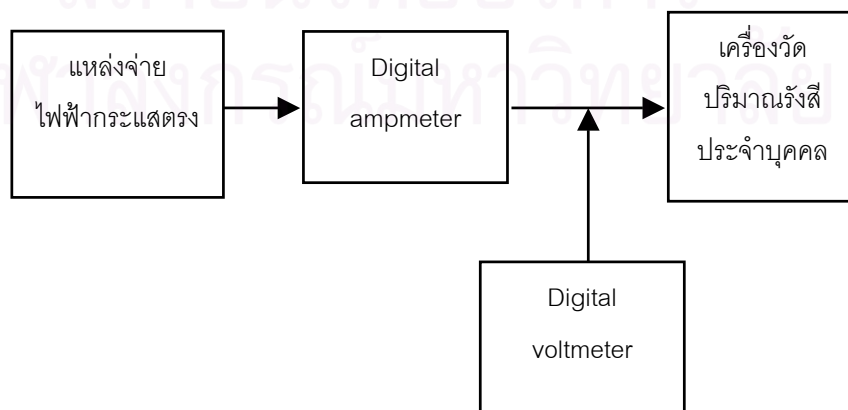 แหล่งจ่าย
ไฟฟ้ากระแสตรง
Digital
ampmeter
เครื่องวัด
ปริมาณรังสี
ประจำบุคคล
Digital
voltmeter